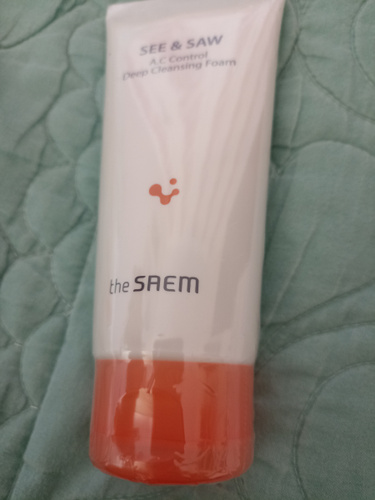 SEE & SAW
A.C Control
Deep Cleansing Foam
the SAEM